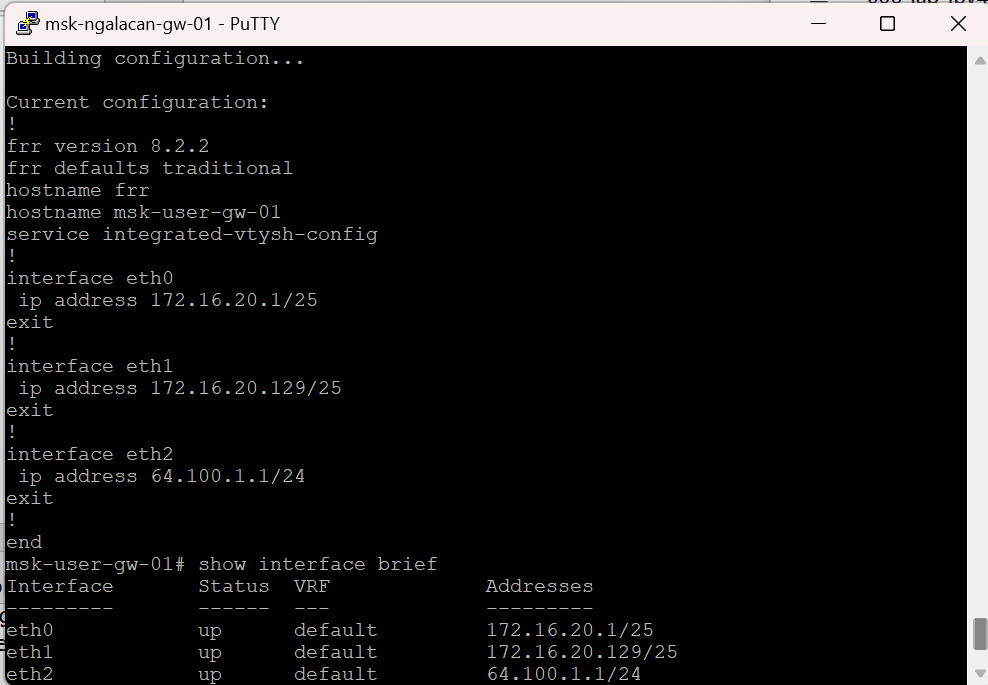 msk-ngalacan-gw-01 - PuTTY
Building configuration...
Current configuration:
!
frr version 8.2.2
frr defaults traditional
hostname frr
hostname msk-user-gw-01
service integrated-vtysh-config
!
interface eth0
 ip address 172.16.20.1/25
exit
!
interface eth1
 ip address 172.16.20.129/25
exit
!
interface eth2
 ip address 64.100.1.1/24
exit
!
end
msk-user-gw-01# show interface brief
Interface       Status  VRF             Addresses
---------       ------  ---             ---------
eth0            up      default         172.16.20.1/25
eth1            up      default         172.16.20.129/25
eth2            up      default         64.100.1.1/24